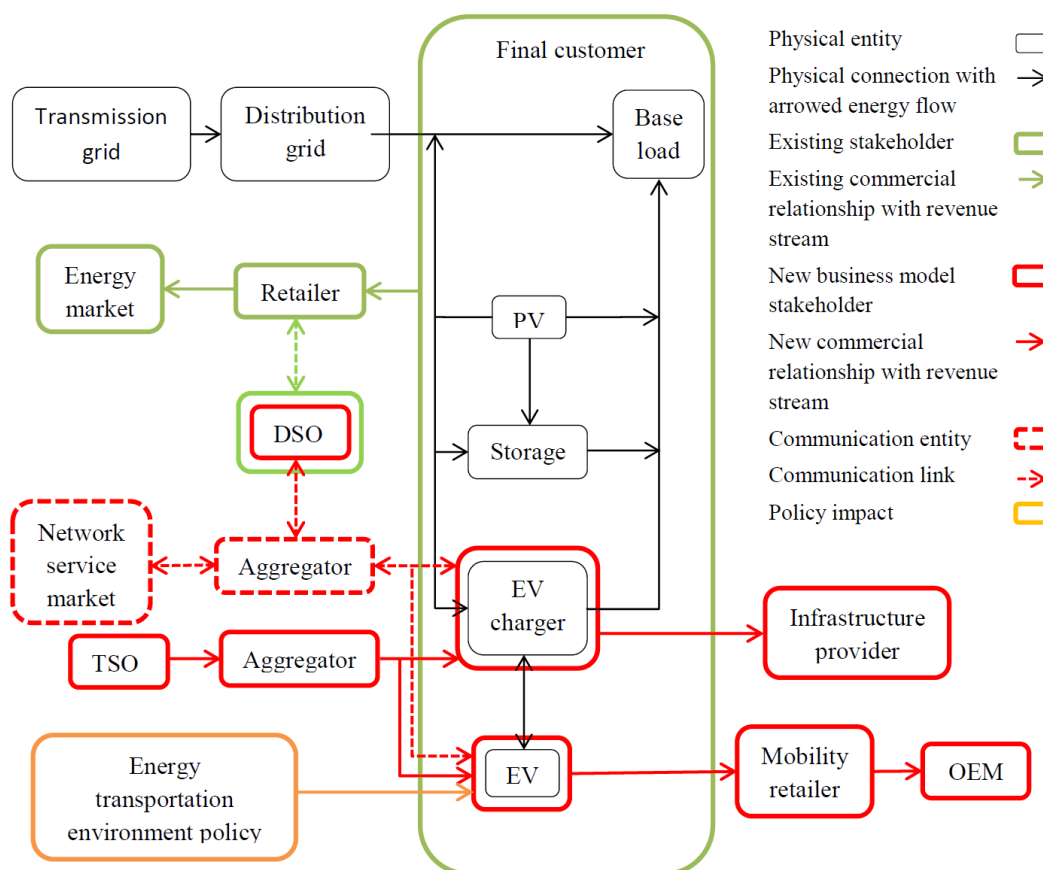 Final customer
Transmission
grid
Distribution
grid
Base
load
Energy
market
Retailer
PV
DSO
Storage
Network
service
market
Aggregator
EV
charger
Infrastructure
provider
TSO
Aggregator
Energy
transportation
environment policy
EV
Mobility
retailer
OEM
Physical entity
Physical connection with
arrowed energy flow
Existing stakeholder
Existing commercial
relationship with revenue
stream
New business model
stakeholder
New commercial
relationship with revenue
stream
Communication entity
Communication link
Policy impact